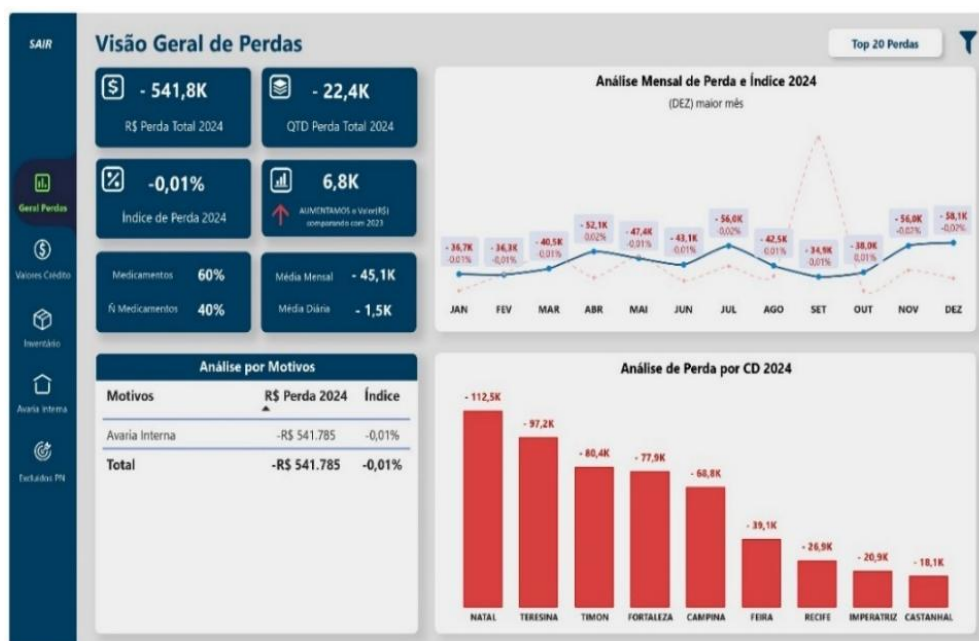 SAIR
Geral Perdas
Valores Crédito
Inventário
Avaria Interna
Excluídos PN
Visão Geral de Perdas
Top 20 Perdas
- 541,8K
R$ Perda Total 2024
- 22,4K
QTD Perda Total 2024
-0,01%
Índice de Perda 2024
6,8K
AUMENTAMOS o Valor(R$)
comparando com 2023
Medicamentos 60%
Ñ Medicamentos 40%
Média Mensal - 45,1K
Média Diária - 1,5K
Análise Mensal de Perda e Índice 2024
(DEZ) maior mês
- 36,7K
-0,01%
- 36,3K
-0,01%
- 40,5K
-0,01%
- 52,1K
0,02%
- 47,4K
-0,01%
- 43,1K
0,01%
- 56,0K
-0,02%
- 42,5K
0,01%
- 34,9K
-0,01%
- 38,0K
0,01%
- 56,0K
-0,02%
- 58,1K
-0,02%
JAN FEV MAR ABR MAI JUN JUL AGO SET OUT NOV DEZ
Análise por Motivos
Motivos R$ Perda 2024 Índice
Avaria Interna -R$ 541.785 -0,01%
Total -R$ 541.785 -0,01%
Análise de Perda por CD 2024
- 112,5K
- 97,2K
- 80,4K
- 77,9K
- 68,8K
- 39,1K
- 26,9K
- 20,9K
- 18,1K
NATAL TERESINA TIMON FORTALEZA CAMPINA FEIRA RECIFE IMPERATRIZ CASTANHAL